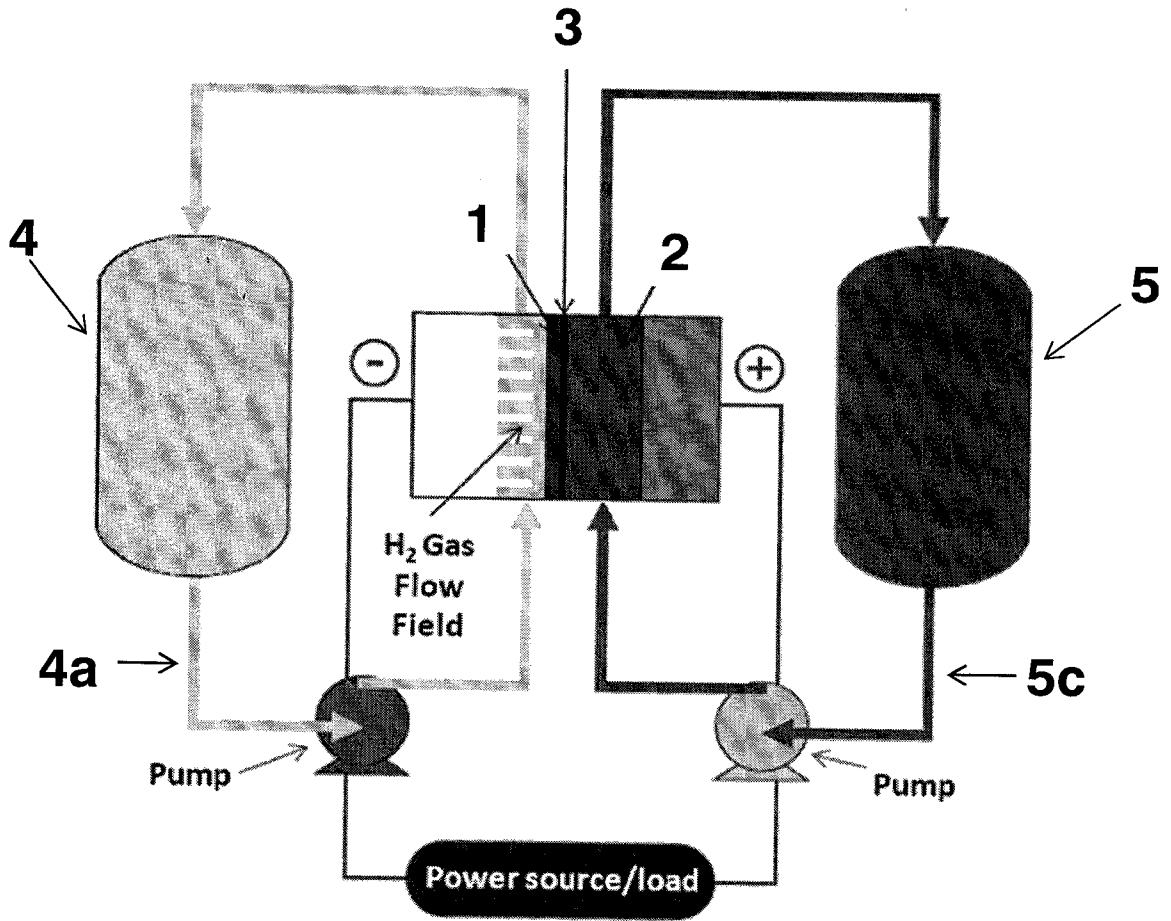 3
1
2
4
5
-
+
H₂ Gas
Flow
Field
4a
5c
Pump
Pump
Power source/load